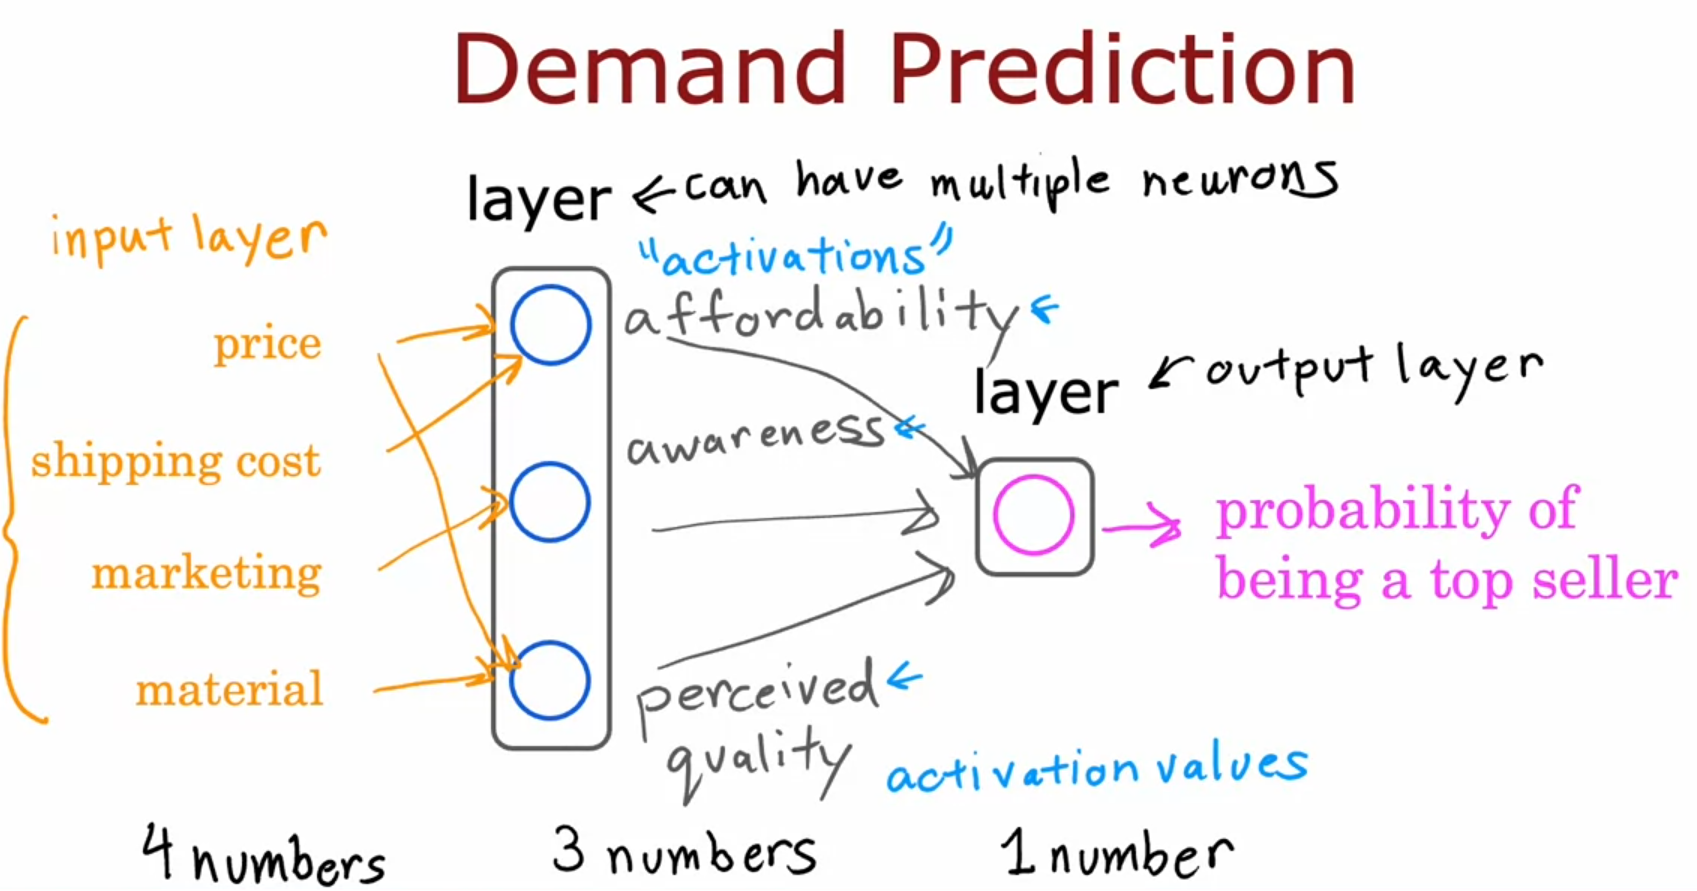 Demand Prediction
layer ← can have multiple neurons
input layer
"activations"
price
affordability ←
layer ← output layer
shipping cost
awareness ←
marketing
probability of
being a top seller
material
perceived ←
quality
activation values
4 numbers
3 numbers
1 number